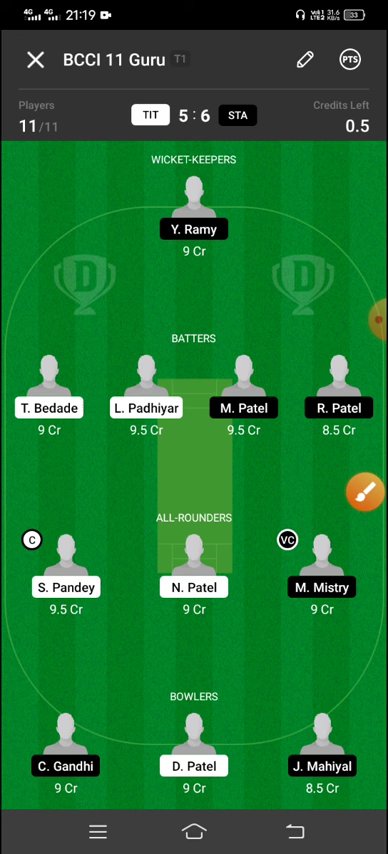 4G 4G 21:19 Vo) 1 LTE2 31.6 KB/s 33
BCCI 11 Guru T1 PTS
Players Credits Left
11/11 TIT 5 : 6 STA 0.5
WICKET-KEEPERS
Y. Ramy
9 Cr
D D
BATTERS
T. Bedade L. Padhiyar M. Patel R. Patel
9 Cr 9.5 Cr 9.5 Cr 8.5 Cr
ALL-ROUNDERS
C VC
S. Pandey N. Patel M. Mistry
9.5 Cr 9 Cr 9 Cr
BOWLERS
C. Gandhi D. Patel J. Mahiyal
9 Cr 9 Cr 8.5 Cr